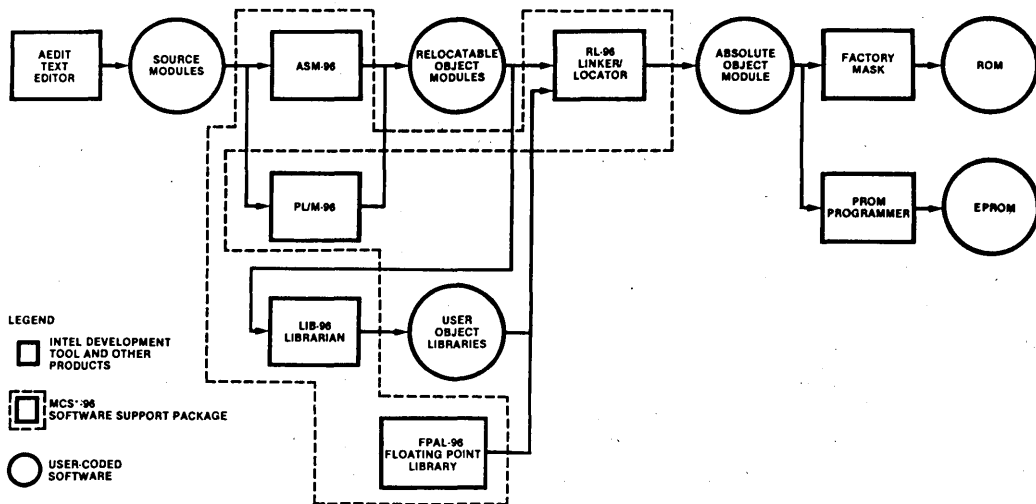 AEDIT
TEXT
EDITOR
SOURCE
MODULES
ASM-96
RELOCATABLE
OBJECT
MODULES
RL-96
LINKER/
LOCATOR
ABSOLUTE
OBJECT
MODULE
FACTORY
MASK
ROM
PL/M-96
PROM
PROGRAMMER
EPROM
LIB-96
LIBRARIAN
USER
OBJECT
LIBRARIES
FPAL-96
FLOATING POINT
LIBRARY
LEGEND
INTEL DEVELOPMENT
TOOL AND OTHER
PRODUCTS
MCS®-96
SOFTWARE SUPPORT PACKAGE
USER-CODED
SOFTWARE